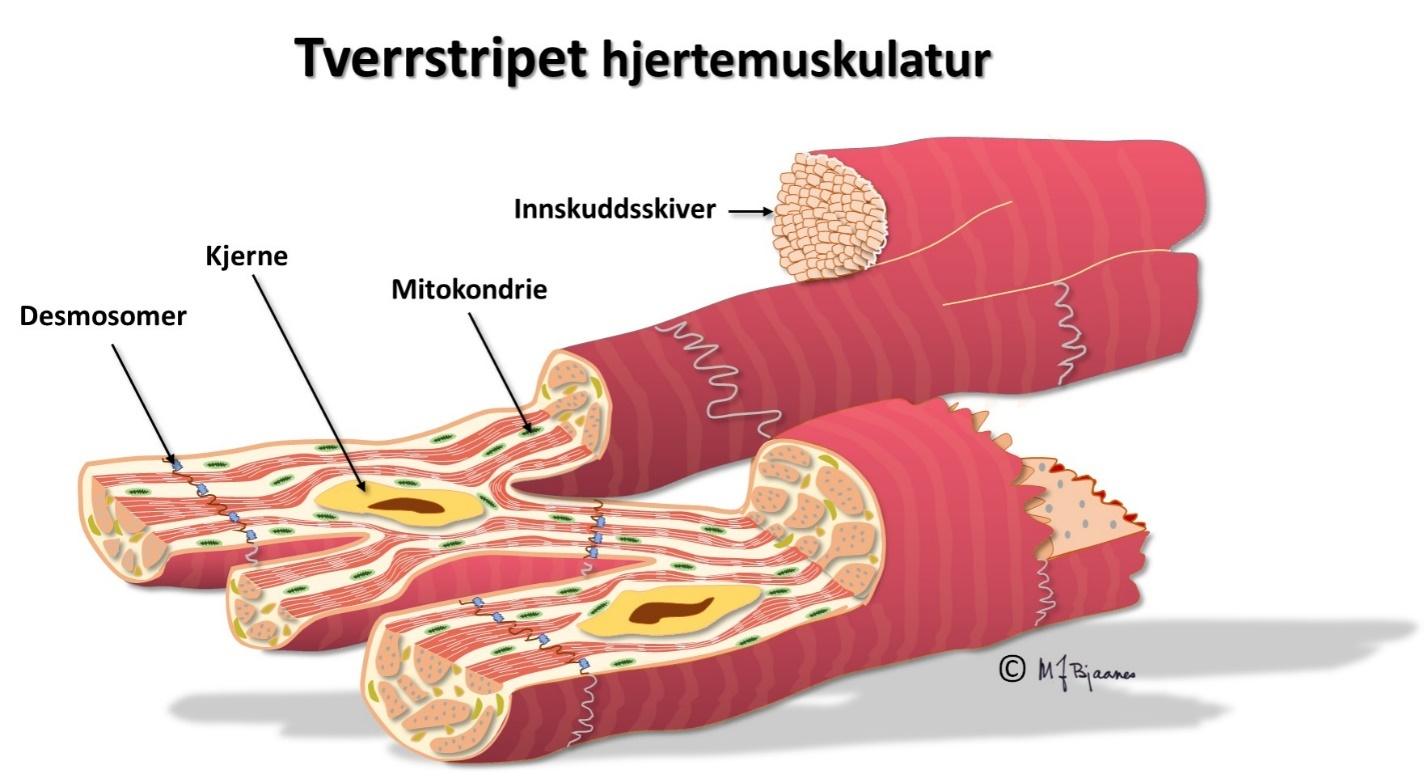 Tverrstripet hjertemuskulatur
Innskuddsskiver
Kjerne
Mitokondrie
Desmosomer
© MJBjaanes